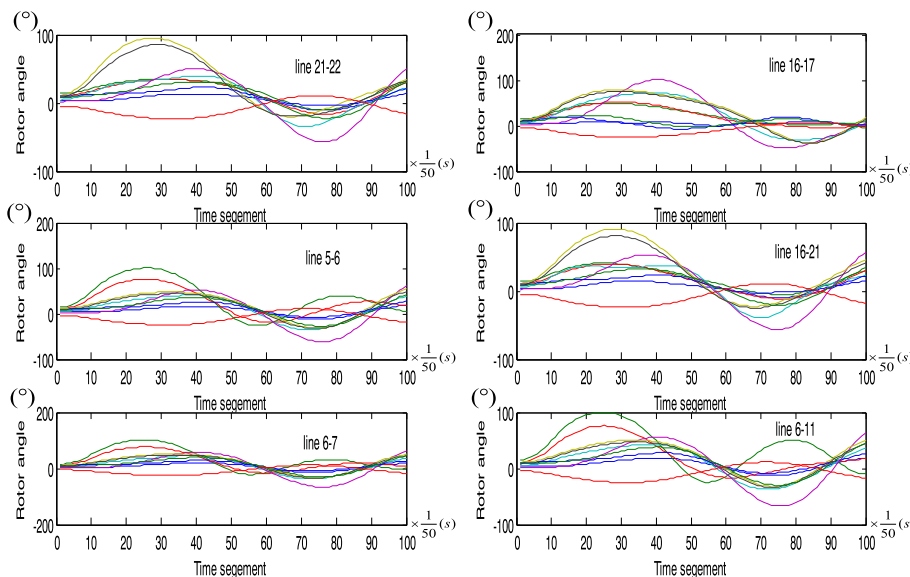 (°)
100
0
-100
Rotor angle
line 21-22
0 10 20 30 40 50 60 70 80 90 100
×1/50(s)
Time segement
(°)
200
100
0
-100
Rotor angle
line 16-17
0 10 20 30 40 50 60 70 80 90 100
×1/50(s)
Time segement
(°)
200
100
0
-100
Rotor angle
line 5-6
0 10 20 30 40 50 60 70 80 90 100
×1/50(s)
Time segement
(°)
100
0
-100
Rotor angle
line 16-21
0 10 20 30 40 50 60 70 80 90 100
×1/50(s)
Time segement
(°)
200
0
-200
Rotor angle
line 6-7
0 10 20 30 40 50 60 70 80 90 100
×1/50(s)
Time segement
(°)
100
0
-100
Rotor angle
line 6-11
0 10 20 30 40 50 60 70 80 90 100
×1/50(s)
Time segement